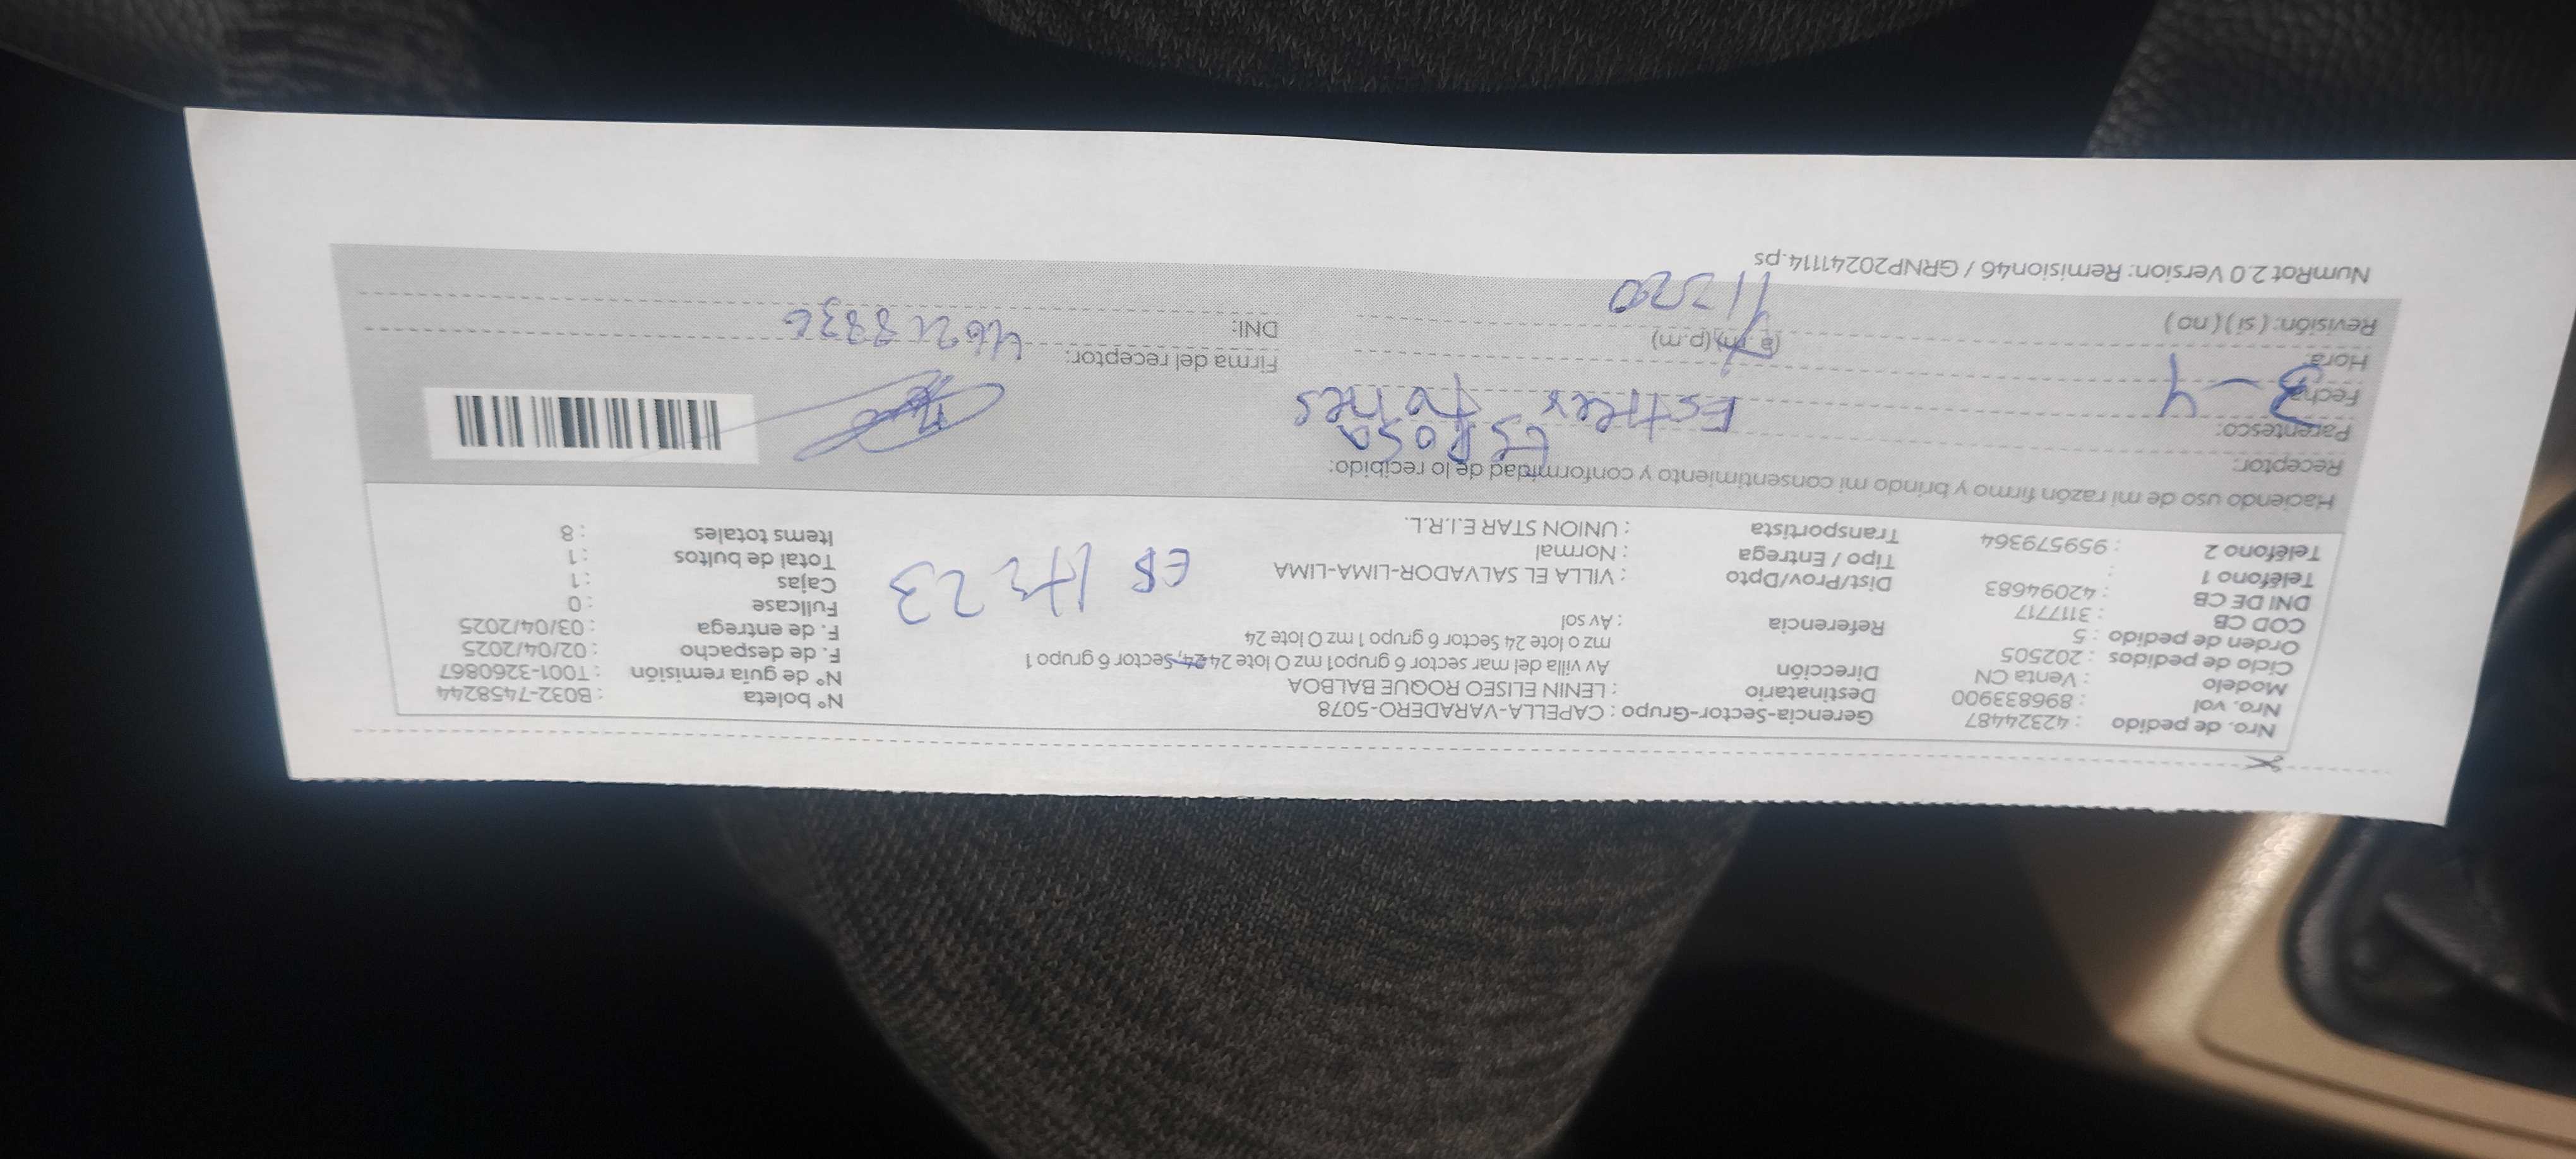 Nro. de pedido : 42324487 Gerencia-Sector-Grupo : CAPELLA-VARADERO-5078 N° boleta : B032-7458244
Nro. vol : 896833900 Destinatario : LENIN ELISEO ROQUE BALBOA N° de guía remisión : T001-3260867
Modelo : Venta CN Dirección Av villa del mar sector 6 grupo1 mz O lote 24 24, Sector 6 grupo 1 F. de despacho : 02/04/2025
Ciclo de pedidos : 202505 mz o lote 24 Sector 6 grupo 1 mz O lote 24 F. de entrega : 03/04/2025
Orden de pedido : 5 Referencia : Av sol Fullcase : 0
COD CB : 3117717 Dist/Prov/Dpto : VILLA EL SALVADOR-LIMA-LIMA Cajas : 1
DNI DE CB : 42094683 Tipo / Entrega : Normal Total de bultos : 1
Teléfono 1 : Transportista : UNION STAR E.I.R.L. Items totales : 8
Teléfono 2 : 959579364
23
Haciendo uso de mi razón firmo y brindo mi consentimiento y conformidad de lo recibido:
Receptor: Esther
Parentesco: Esposa
Fecha: 3-4
Hora: (a.m) (p.m) 11:20
Revisión: (si) (no)
Firma del receptor:
DNI:
NumRot 2.0 Version: Remision46 / GRNP20241114.ps